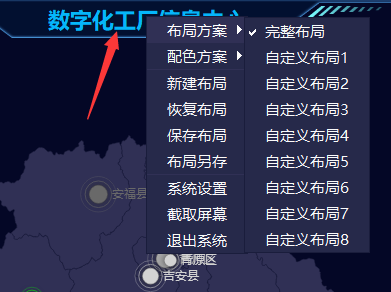 数字化工厂信息中心
布局方案
配色方案
新建布局
恢复布局
保存布局
布局另存
系统设置
截取屏幕
退出系统
完整布局
自定义布局1
自定义布局2
自定义布局3
自定义布局4
自定义布局5
自定义布局6
自定义布局7
自定义布局8
安福县
青原区
吉安县